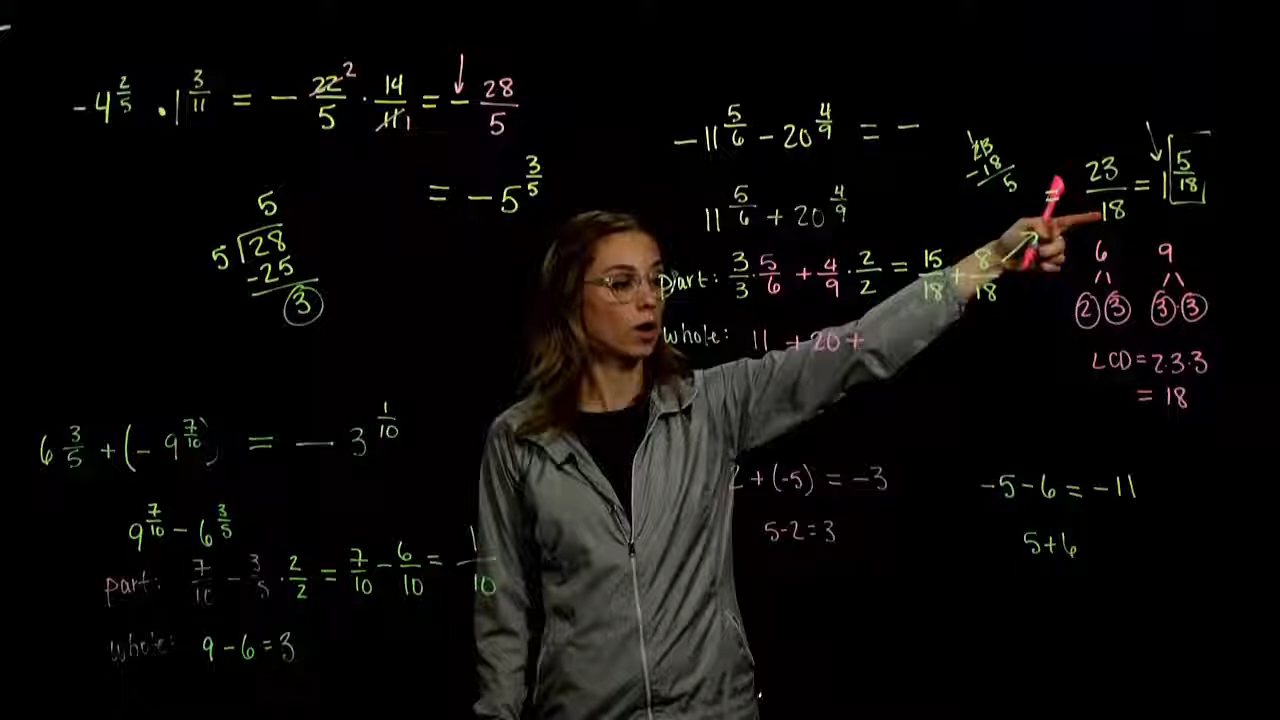 -4 2/5 · 1 3/11 = - 22 2/5 · 14/11 1 = - 28/5
= -5 3/5
5
5 28
-25
3
6 3/5 + (-9 7/10) = - 3 1/10
9 7/10 - 6 3/5
part: 7/10 - 3/5 · 2/2 = 7/10 - 6/10 = 1/10
whole: 9 - 6 = 3
-11 5/6 - 20 4/9 = -
11 5/6 + 20 4/9
part: 3/3 · 5/6 + 4/9 · 2/2 = 15/18 + 8/18 = 23/18 = 1 5/18
whole: 11 + 20 +
-18
5
6 9
2 3 3 · 3
LCD = 2·3·3
= 18
2 + (-5) = -3
5-2=3
-5-6 = -11
5+6